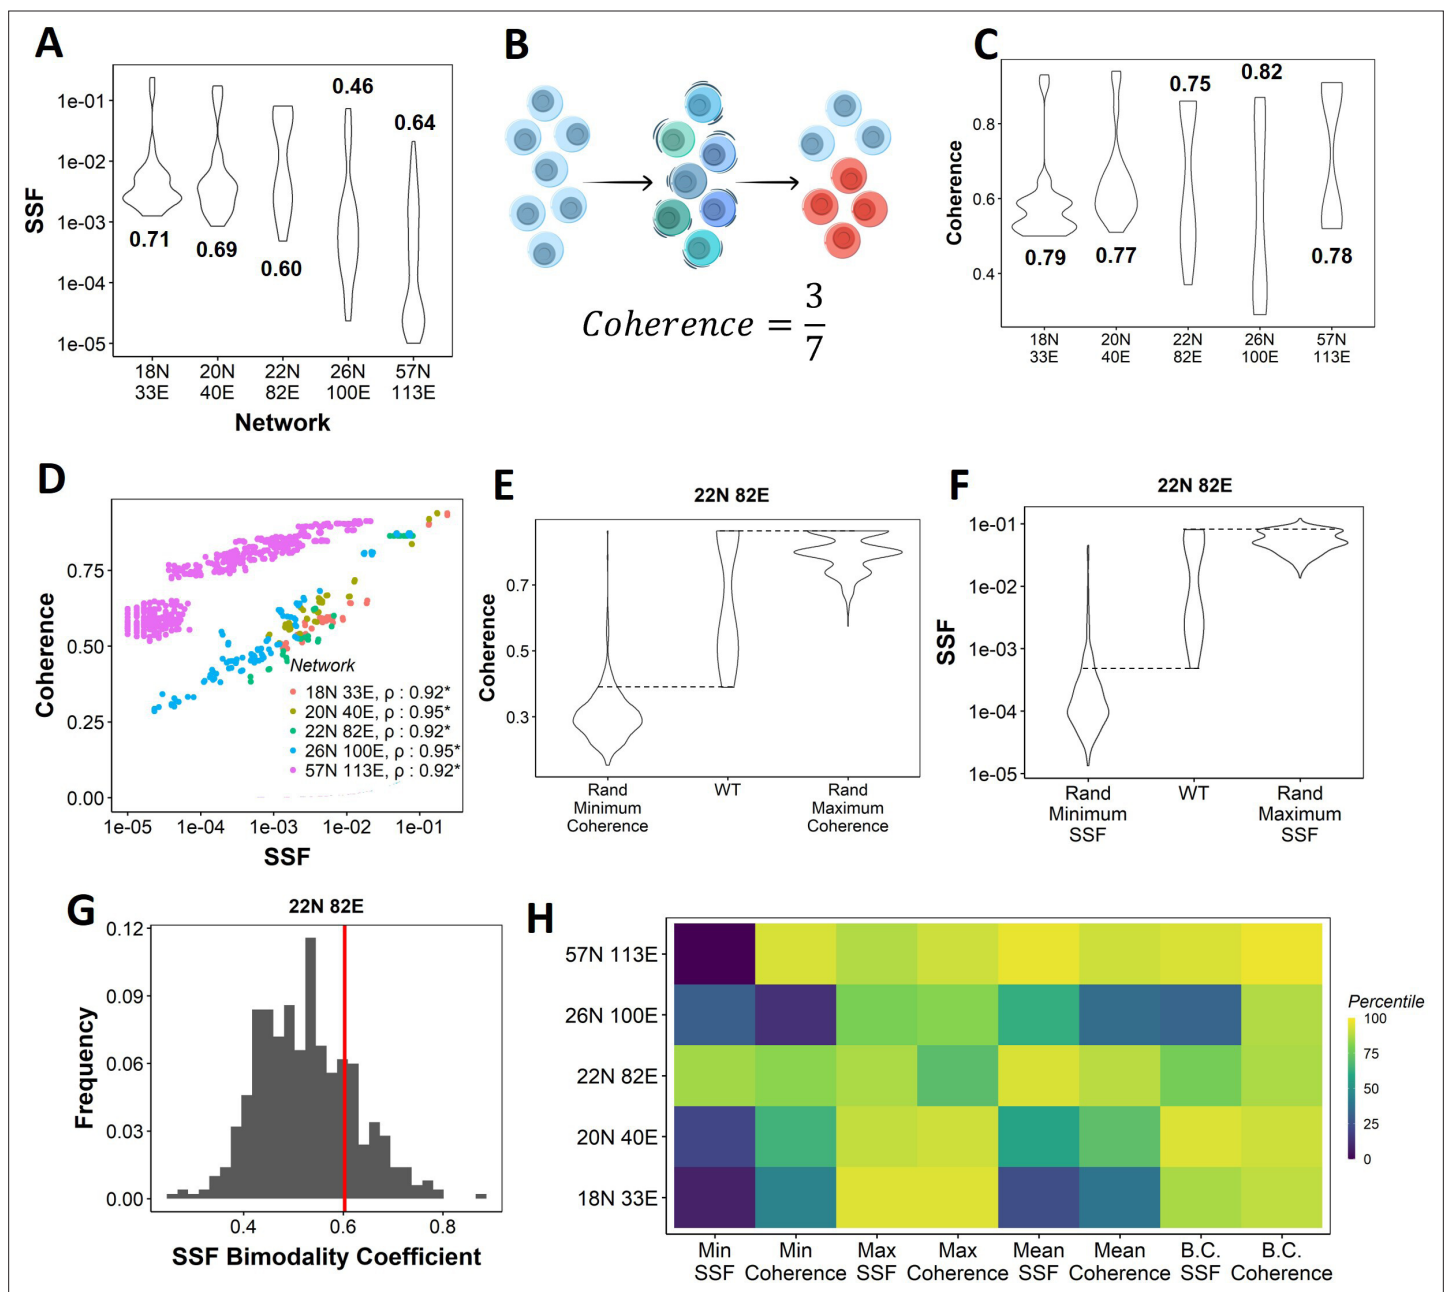 A
SSF
1e-01
1e-02
1e-03
1e-04
1e-05
0.71
0.69
0.60
0.46
0.64
18N 33E
20N 40E
22N 82E
26N 100E
57N 113E
Network
B
Coherence = 3/7
C
Coherence
0.8
0.6
0.4
0.79
0.77
0.75
0.82
0.78
18N 33E
20N 40E
22N 82E
26N 100E
57N 113E
D
Coherence
0.75
0.50
0.25
0.00
Network
18N 33E, ρ : 0.92*
20N 40E, ρ : 0.95*
22N 82E, ρ : 0.92*
26N 100E, ρ : 0.95*
57N 113E, ρ : 0.92*
1e-05 1e-04 1e-03 1e-02 1e-01
SSF
E
22N 82E
Coherence
0.7
0.5
0.3
Rand Minimum Coherence
WT
Rand Maximum Coherence
F
22N 82E
SSF
1e-01
1e-02
1e-03
1e-04
1e-05
Rand Minimum SSF
WT
Rand Maximum SSF
G
22N 82E
Frequency
0.12
0.09
0.06
0.03
0.00
0.4 0.6 0.8
SSF Bimodality Coefficient
H
57N 113E
26N 100E
22N 82E
20N 40E
18N 33E
Min SSF
Min Coherence
Max SSF
Max Coherence
Mean SSF
Mean Coherence
B.C. SSF
B.C. Coherence
Percentile
100
75
50
25
0